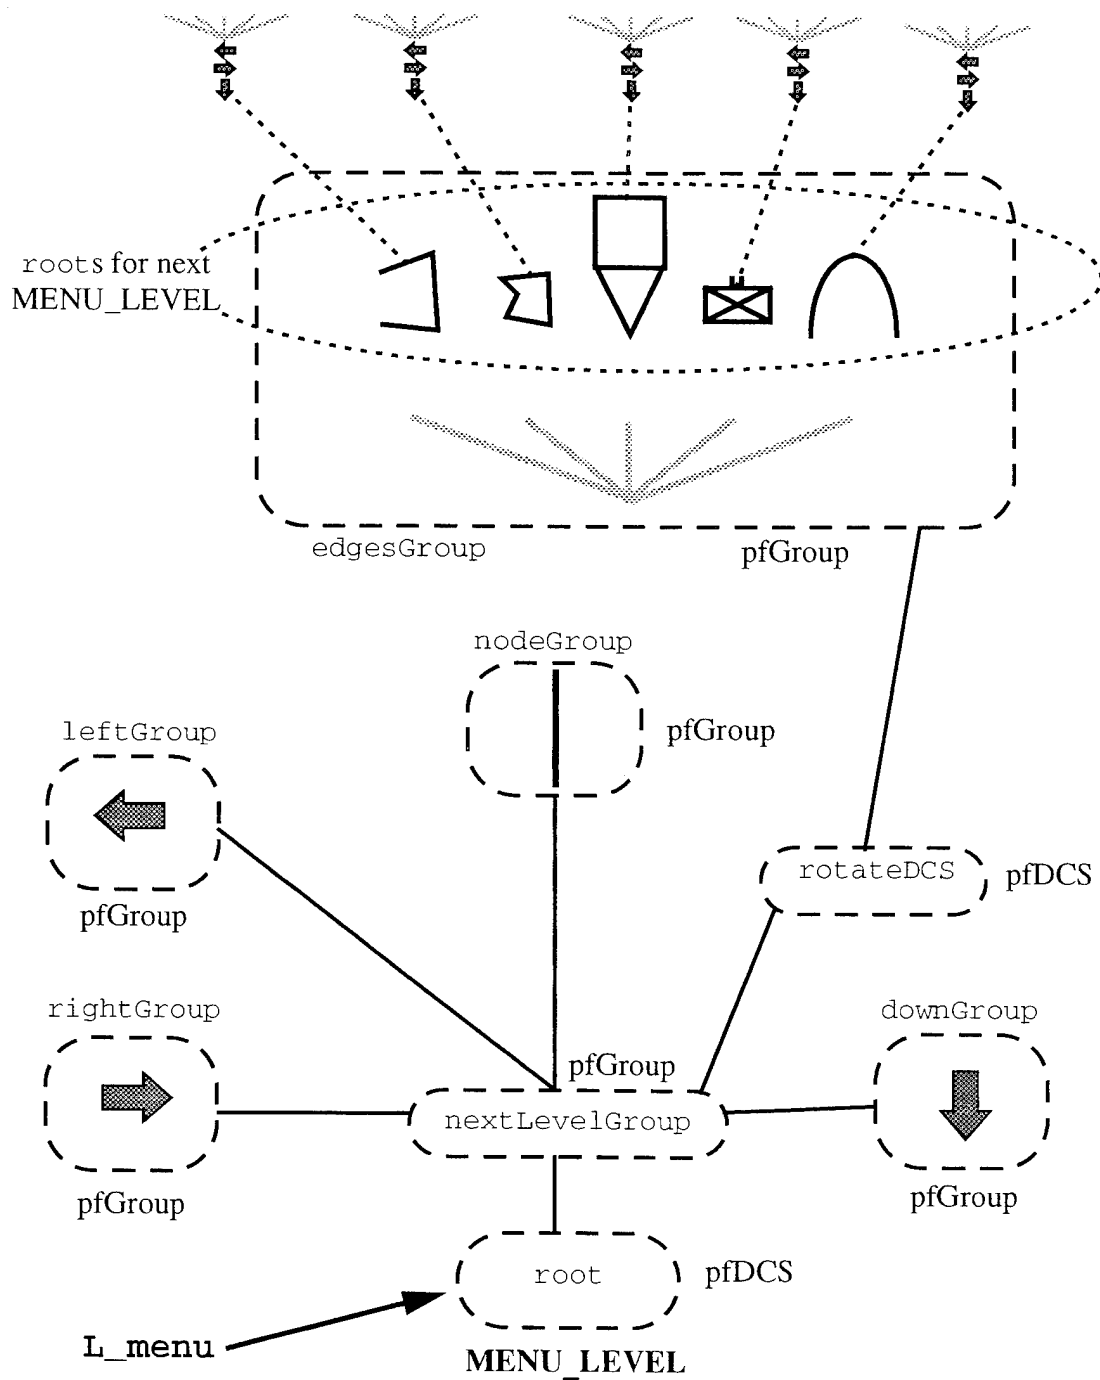 roots for next
MENU_LEVEL
edgesGroup
pfGroup
nodeGroup
pfGroup
leftGroup
pfGroup
rotateDCS
pfDCS
rightGroup
pfGroup
downGroup
pfGroup
pfGroup
nextLevelGroup
root
pfDCS
L_menu
MENU_LEVEL